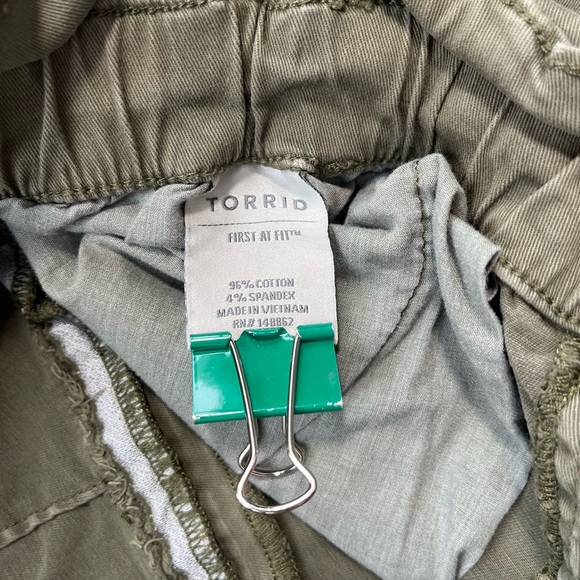 TORRID
FIRST AT FIT™
96% COTTON
4% SPANDEX
MADE IN VIETNAM
RN# 148862